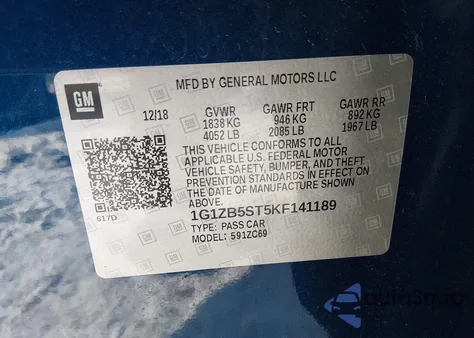 MFD BY GENERAL MOTORS LLC
GM
12/18 GVWR GAWR FRT GAWR RR
1838 KG 946 KG 892 KG
4052 LB 2085 LB 1967 LB
THIS VEHICLE CONFORMS TO ALL
APPLICABLE U.S. FEDERAL MOTOR
VEHICLE SAFETY, BUMPER, AND THEFT
PREVENTION STANDARDS IN EFFECT ON
THE DATE OF MANUFACTURE SHOWN
ABOVE.
617D
1G1ZB5ST5KF141189
TYPE: PASS CAR
MODEL: 591ZC69